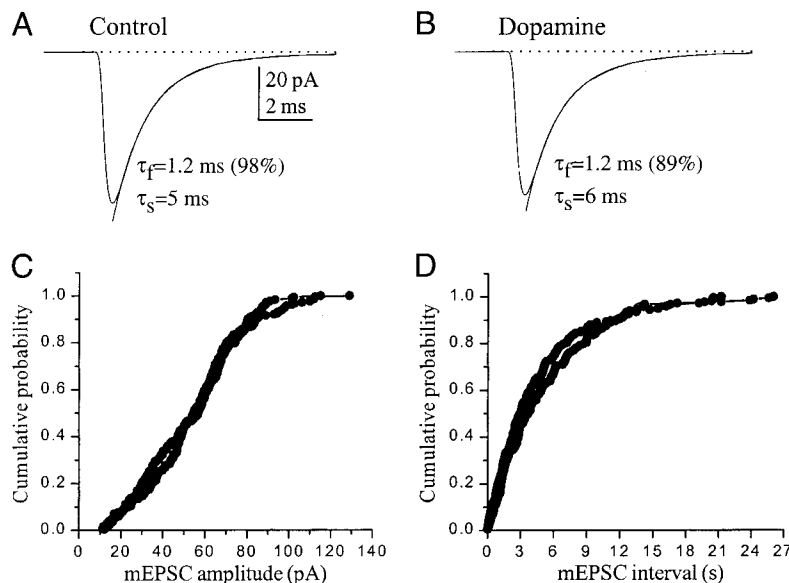 A Control
20 pA
2 ms
τf=1.2 ms (98%)
τs=5 ms
B Dopamine
τf=1.2 ms (89%)
τs=6 ms
C
Cumulative probability
1.0
0.8
0.6
0.4
0.2
0.0
20 40 60 80 100 120 140
mEPSC amplitude (pA)
D
Cumulative probability
1.0
0.8
0.6
0.4
0.2
0.0
0 3 6 9 12 15 18 21 24 27
mEPSC interval (s)